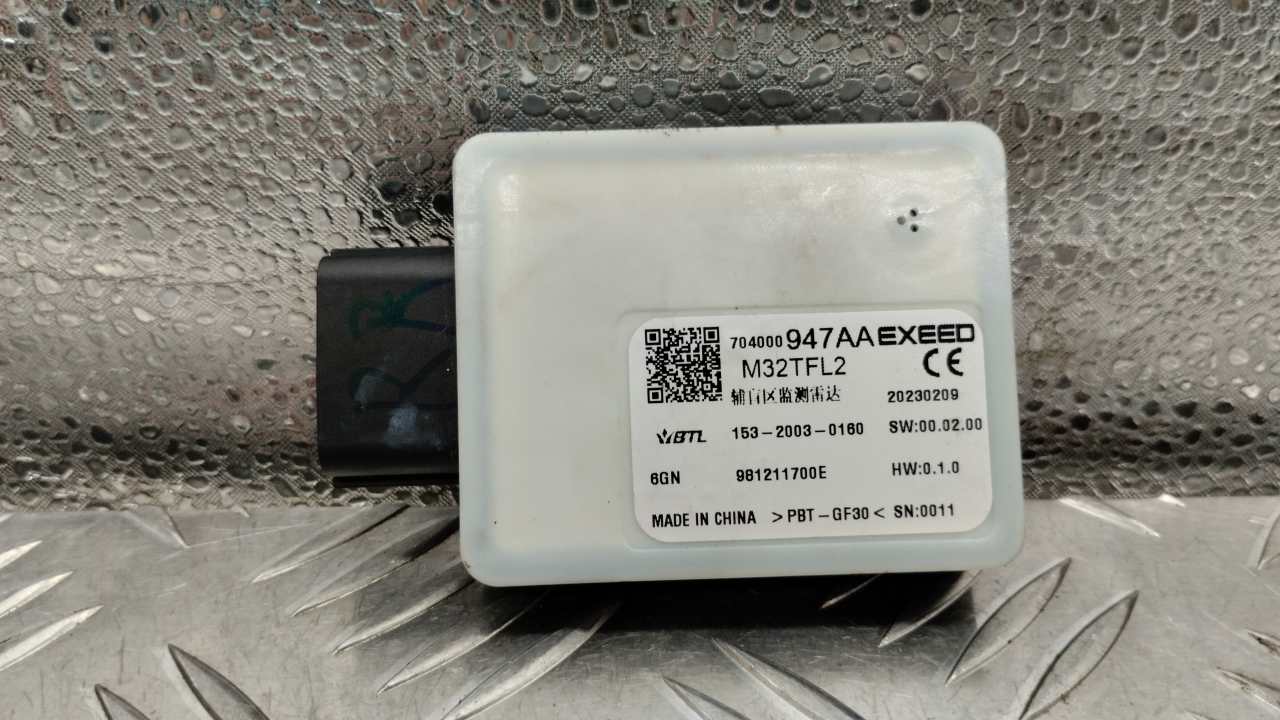 704000947AA EXEED
M32TFL2 CE
辅盲区监测雷达 20230209
BTL 153-2003-0160 SW:00.02.00
6GN 981211700E HW:0.1.0
MADE IN CHINA >PBT-GF30< SN:0011